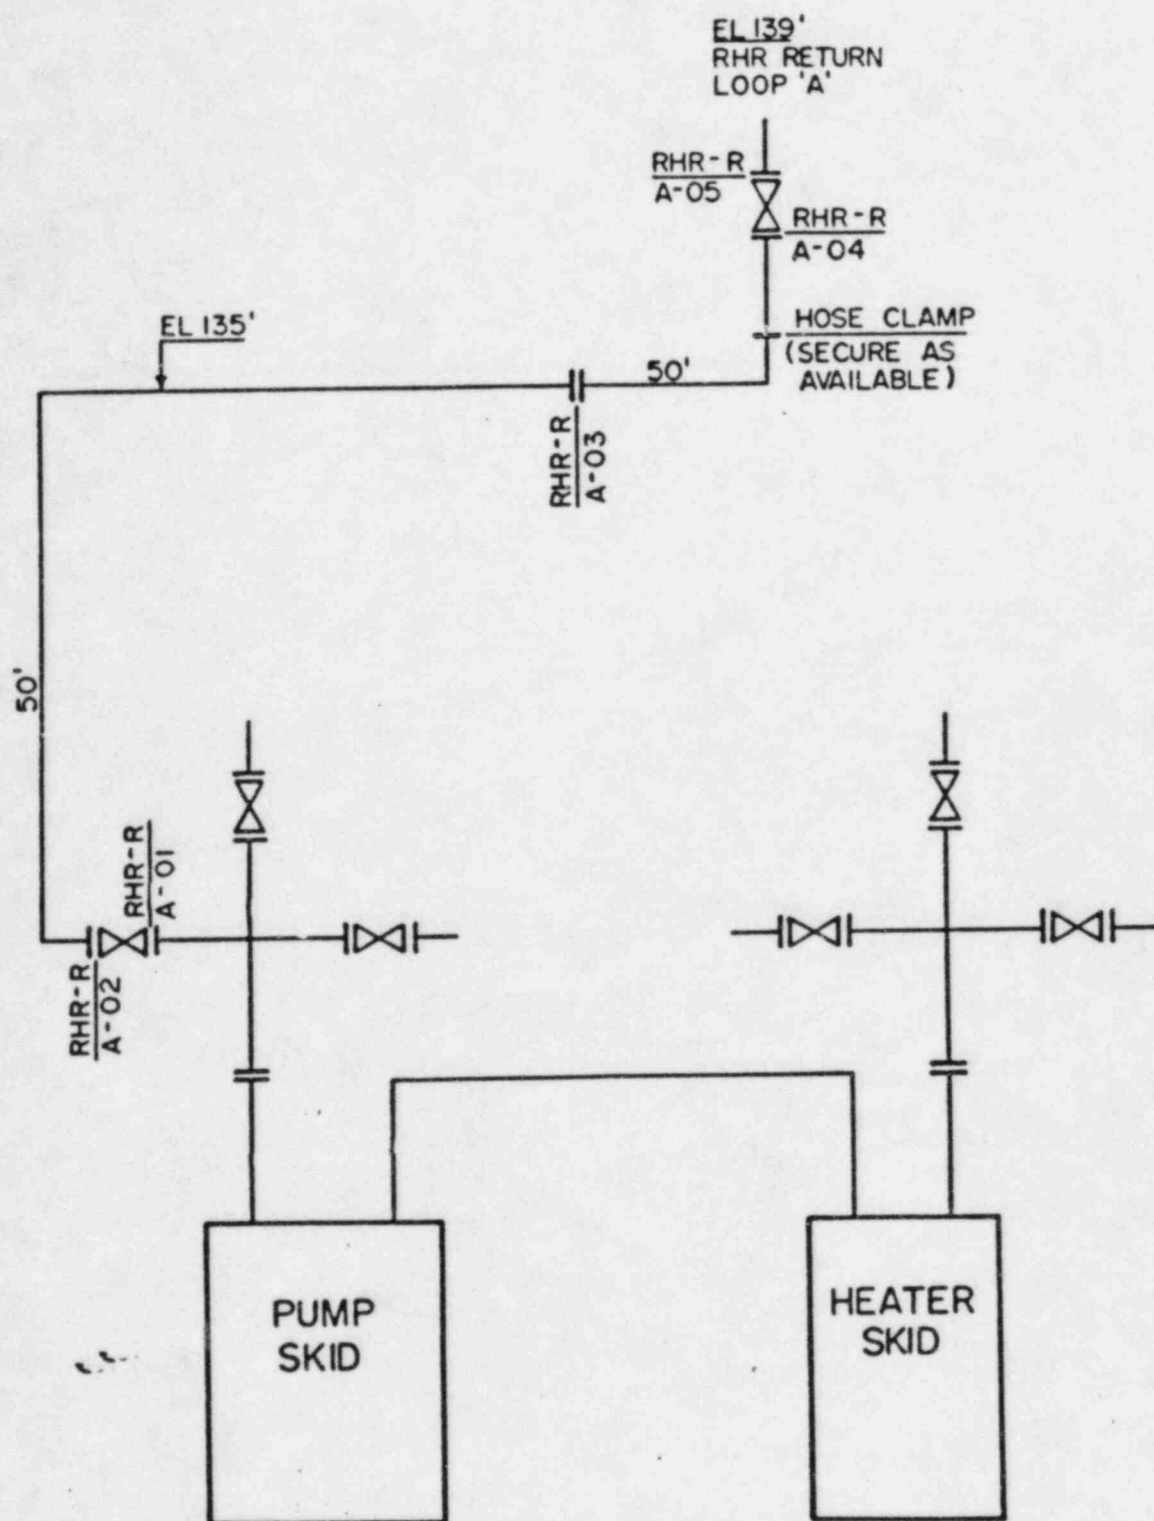 EL 139'
RHR RETURN
LOOP 'A'
RHR-R
A-05
RHR-R
A-04
HOSE CLAMP
(SECURE AS
AVAILABLE)
EL 135'
50'
RHR-R
A-03
50'
RHR-R
A-01
RHR-R
A-02
PUMP
SKID
HEATER
SKID